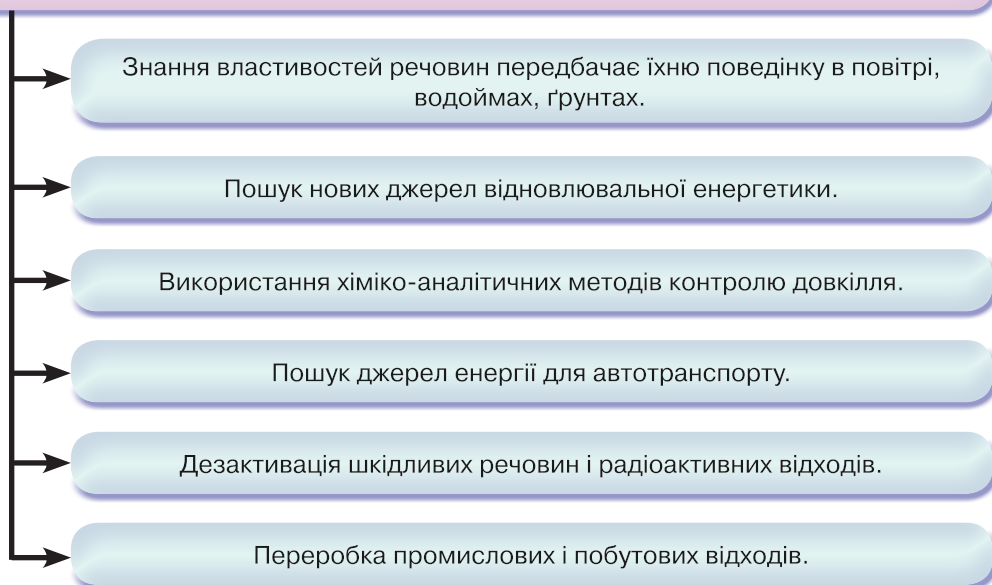 Знання властивостей речовин передбачає їхню поведінку в повітрі,
водоймах, ґрунтах.
Пошук нових джерел відновлювальної енергетики.
Використання хіміко-аналітичних методів контролю довкілля.
Пошук джерел енергії для автотранспорту.
Дезактивація шкідливих речовин і радіоактивних відходів.
Переробка промислових і побутових відходів.